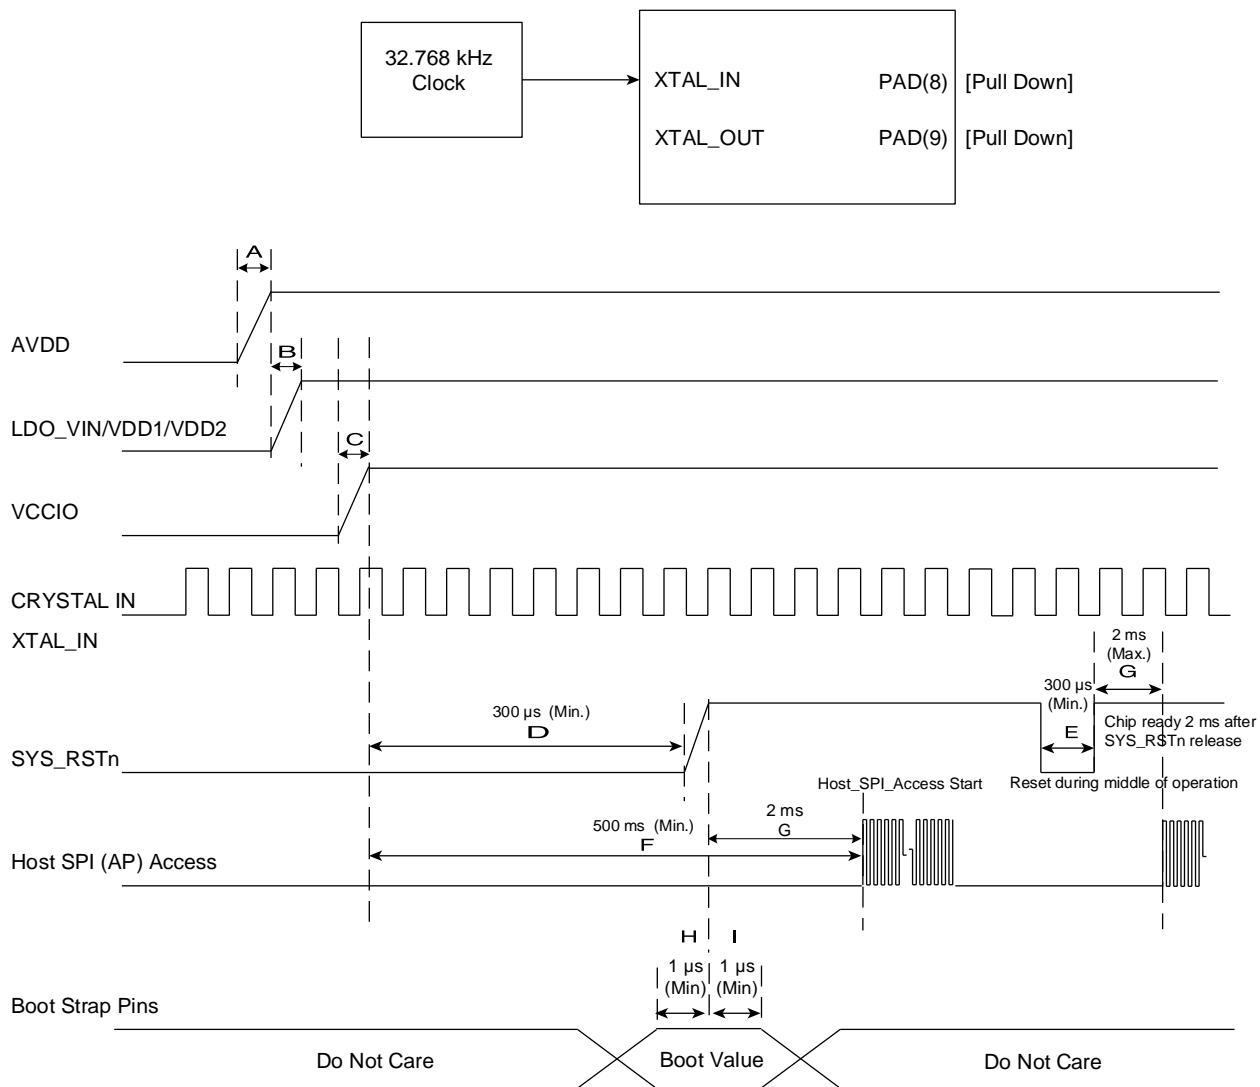 32.768 kHz
Clock
XTAL_IN
PAD(8)
[Pull Down]
XTAL_OUT
PAD(9)
[Pull Down]
A
AVDD
B
LDO_VIN/VDD1/VDD2
C
VCCIO
CRYSTAL IN
XTAL_IN
2 ms
(Max.)
G
300 µs
(Min.)
E
Chip ready 2 ms after
SYS_RSTn release
300 µs (Min.)
D
SYS_RSTn
Reset during middle of operation
Host_SPI_Access Start
2 ms
G
500 ms (Min.)
F
Host SPI (AP) Access
H
I
1 µs
(Min)
1 µs
(Min)
Boot Strap Pins
Do Not Care
Boot Value
Do Not Care